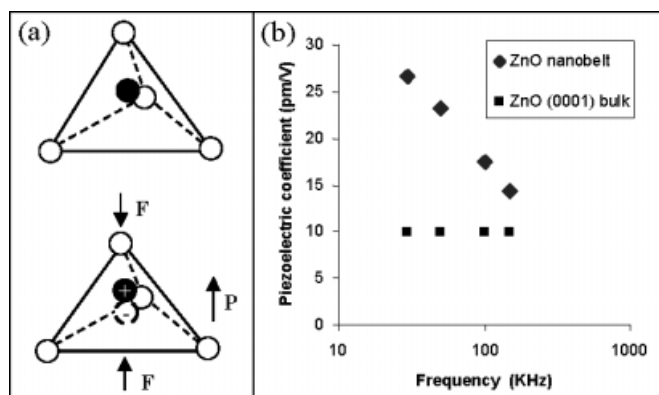 (a)
F
+
-
P
F
(b)
Piezoelectric coefficient (pm/V)
30
25
20
15
10
5
0
ZnO nanobelt
ZnO (0001) bulk
10 100 1000
Frequency (KHz)